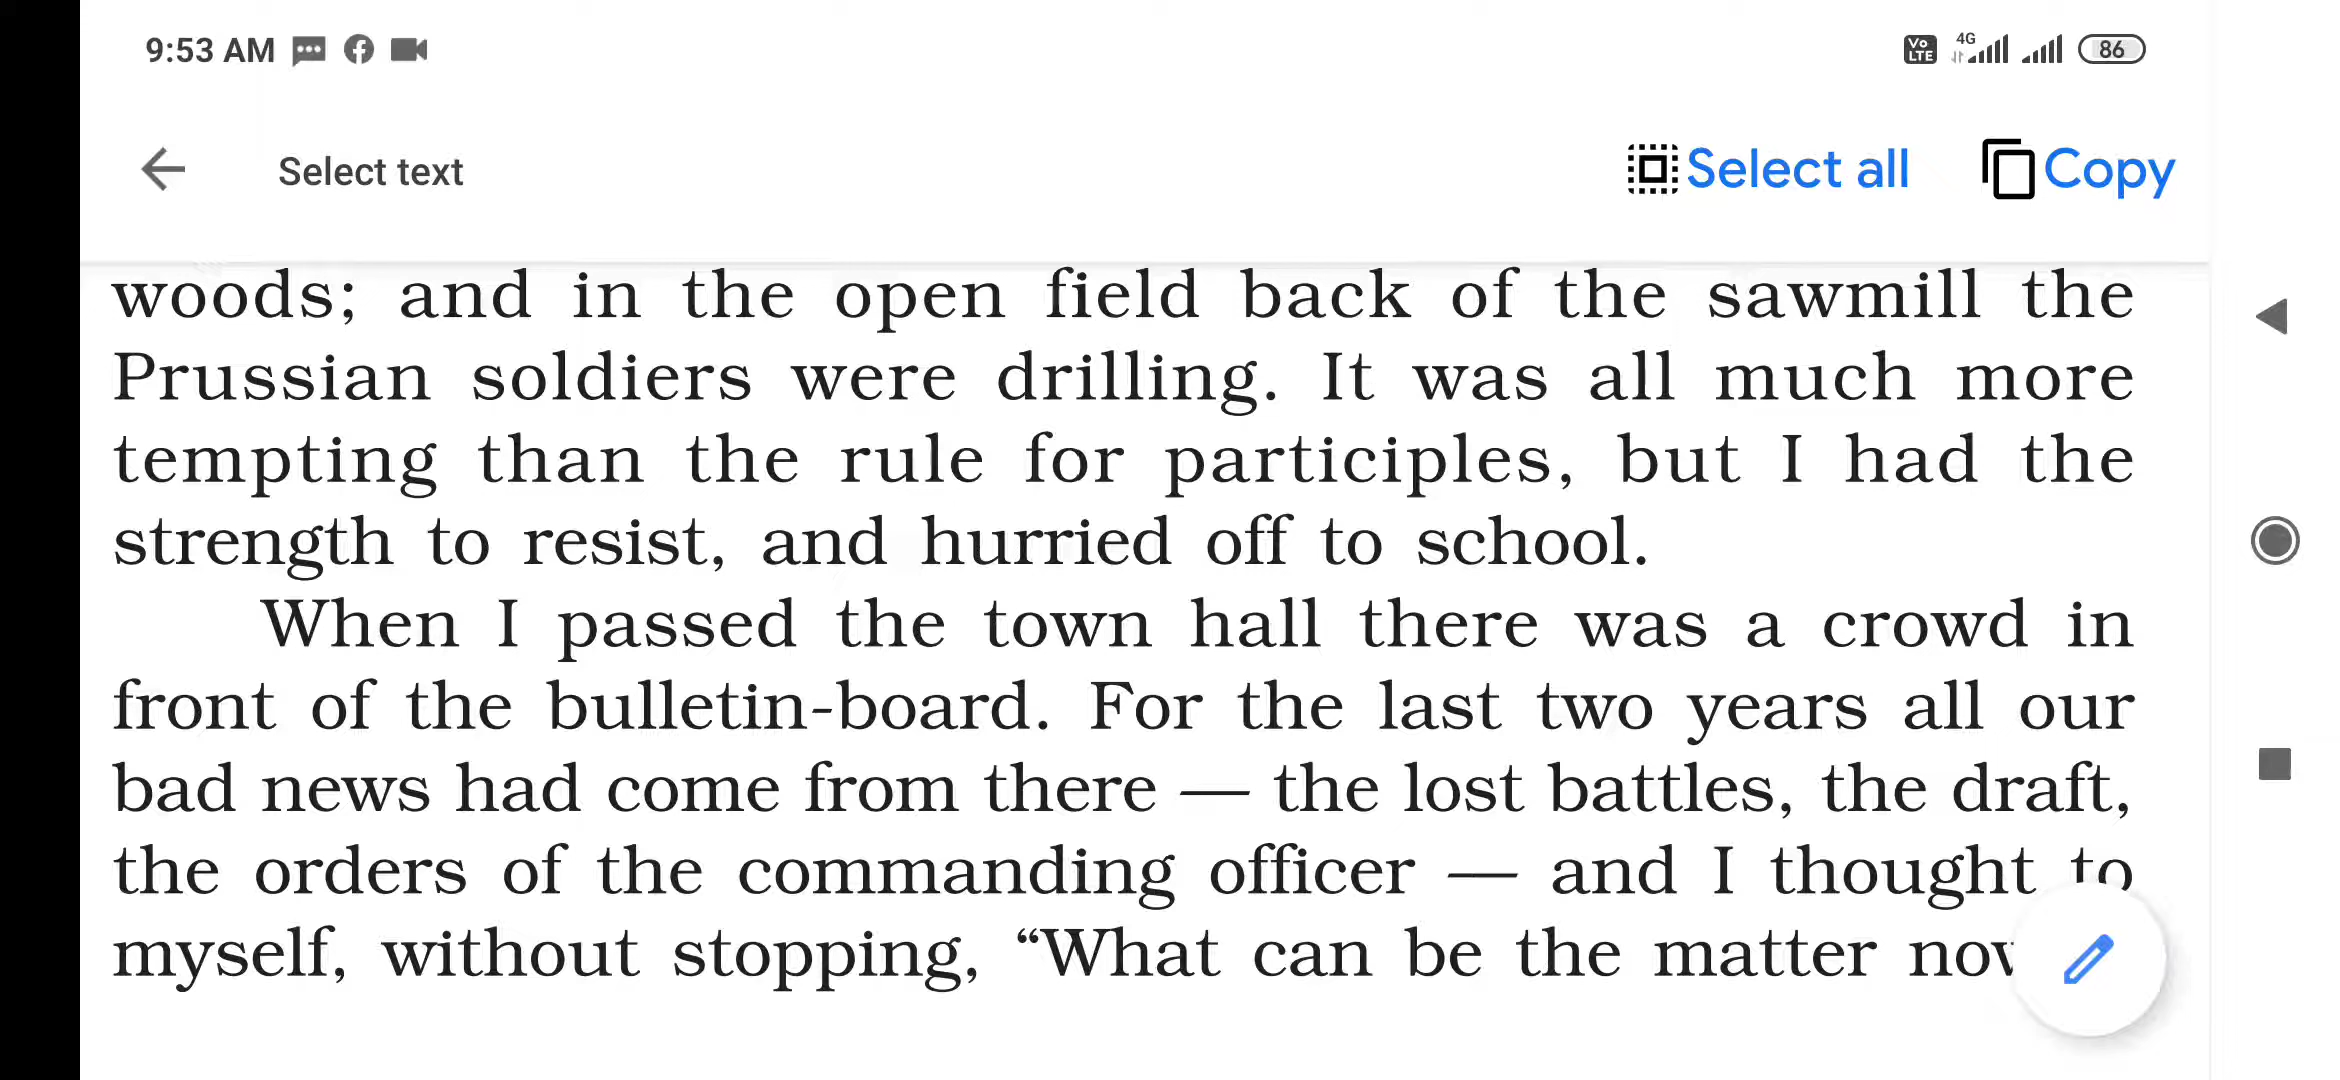 9:53 AM
Vo LTE 4G 86
Select text
Select all
Copy
woods; and in the open field back of the sawmill the
Prussian soldiers were drilling. It was all much more
tempting than the rule for participles, but I had the
strength to resist, and hurried off to school.
When I passed the town hall there was a crowd in
front of the bulletin-board. For the last two years all our
bad news had come from there — the lost battles, the draft,
the orders of the commanding officer — and I thought to
myself, without stopping, “What can be the matter